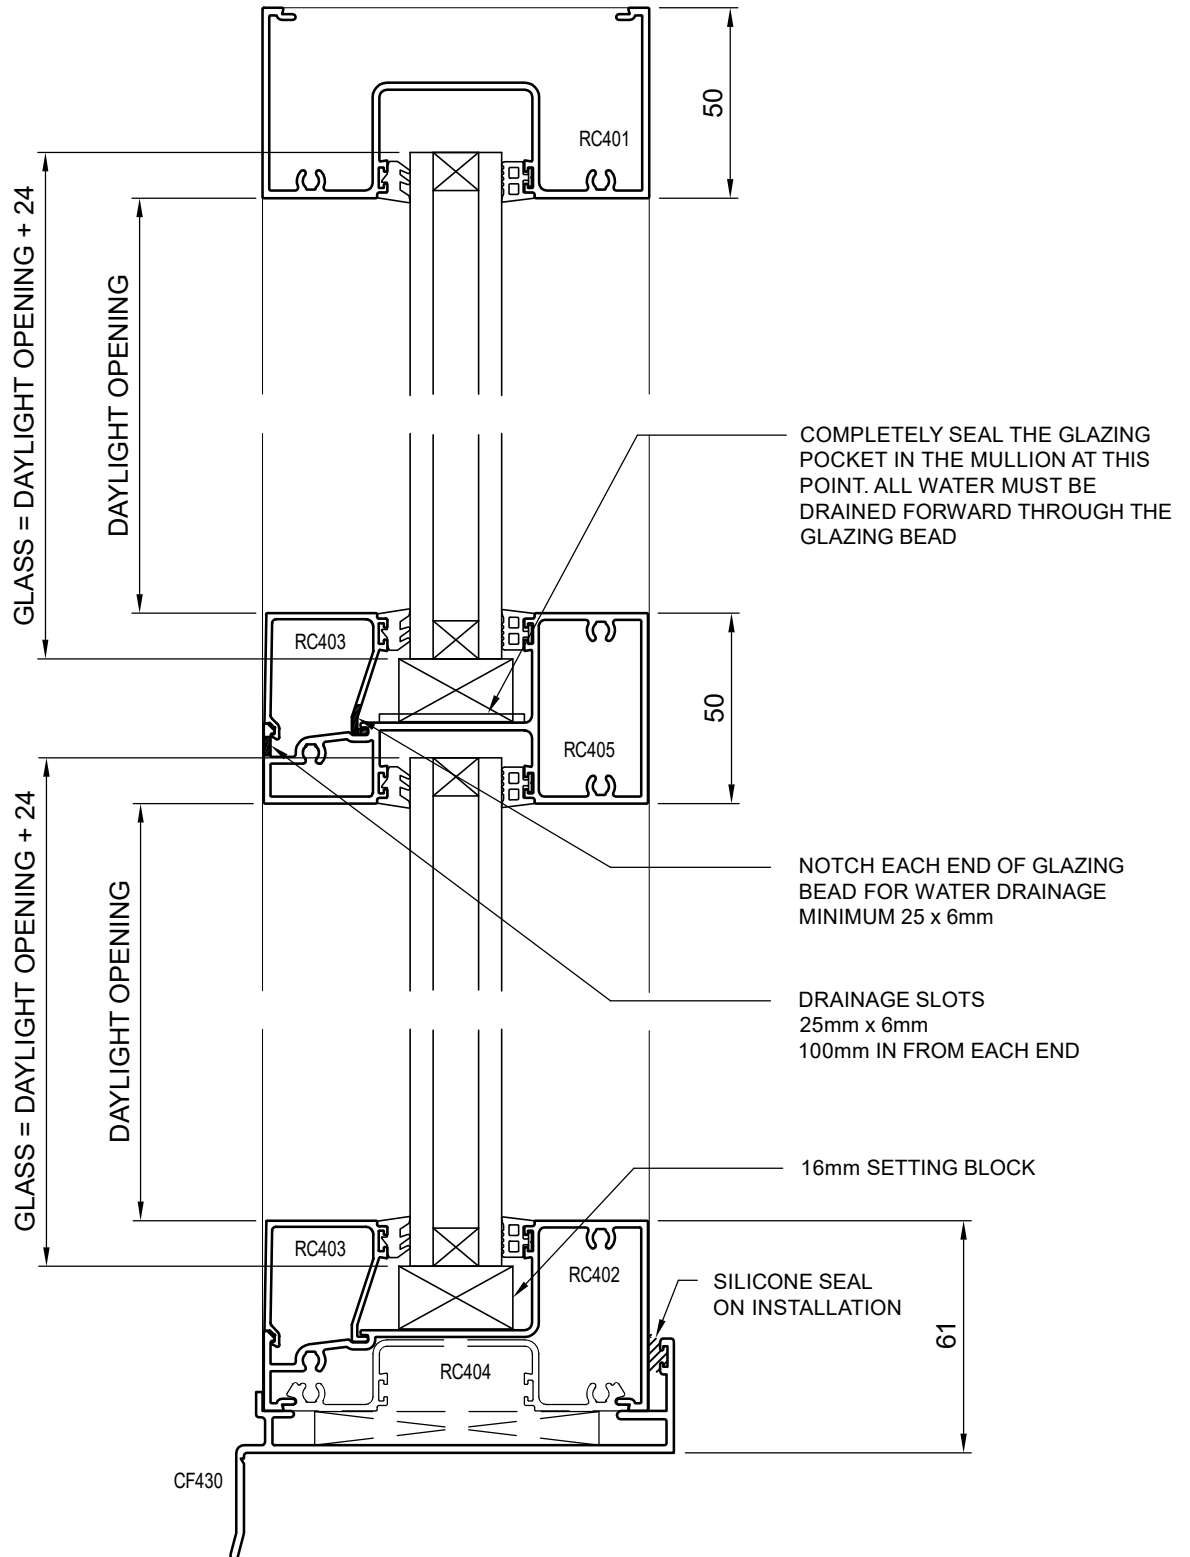 50
RC401
GLASS = DAYLIGHT OPENING + 24
DAYLIGHT OPENING
COMPLETELY SEAL THE GLAZING
POCKET IN THE MULLION AT THIS
POINT. ALL WATER MUST BE
DRAINED FORWARD THROUGH THE
GLAZING BEAD
RC403
50
RC405
GLASS = DAYLIGHT OPENING + 24
DAYLIGHT OPENING
NOTCH EACH END OF GLAZING
BEAD FOR WATER DRAINAGE
MINIMUM 25 x 6mm
DRAINAGE SLOTS
25mm x 6mm
100mm IN FROM EACH END
16mm SETTING BLOCK
RC403
RC402
SILICONE SEAL
ON INSTALLATION
61
RC404
CF430